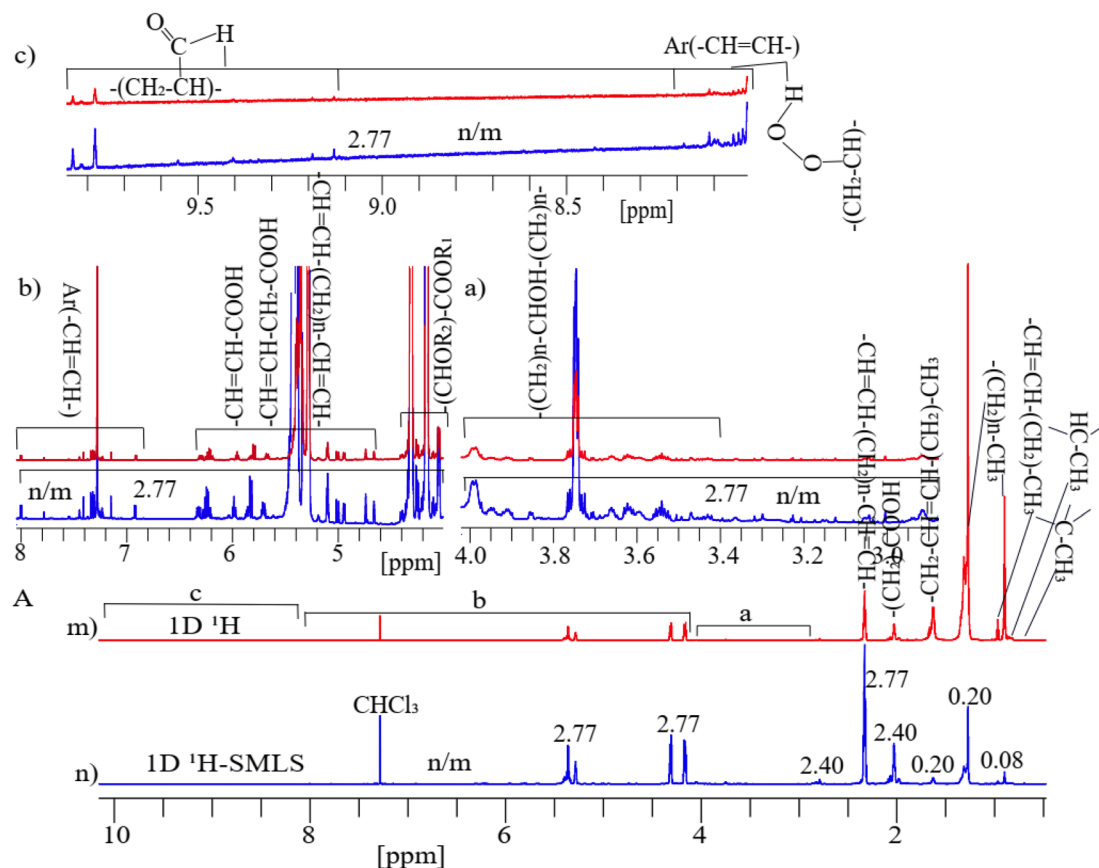 c)
O
C
H
-(CH₂-CH)-
Ar(-CH=CH-)
H
O
O
-(CH₂-CH)-
2.77 n/m
9.5 9.0 8.5 [ppm]
b)
Ar(-CH=CH-)
-CH=CH-COOH
-CH=CH-CH₂-COOH
-CH=CH-(CH₂)n-CH=CH-
-(CHOR₂)-COOR₁
n/m 2.77
8 7 6 5 [ppm]
a)
-(CH₂)n-CHOH-(CH₂)n-
2.77 n/m
4.0 3.8 3.6 3.4 3.2 3.0
-CH=CH-(CH₂)n-CH=CH-
-(CH₂-COOH)
-CH₂-CH=CH-(CH₂)-CH₃
-(CH₂)n-CH₃
-CH=CH-(CH₂)-CH₃
HC-CH₃
C-CH₃
A
c b a
m)
1D ¹H
n)
1D ¹H-SMLS
CHCl₃
n/m
2.77
2.77
2.40
2.77
2.40
0.20
0.20
0.08
10 8 6 4 2
[ppm]